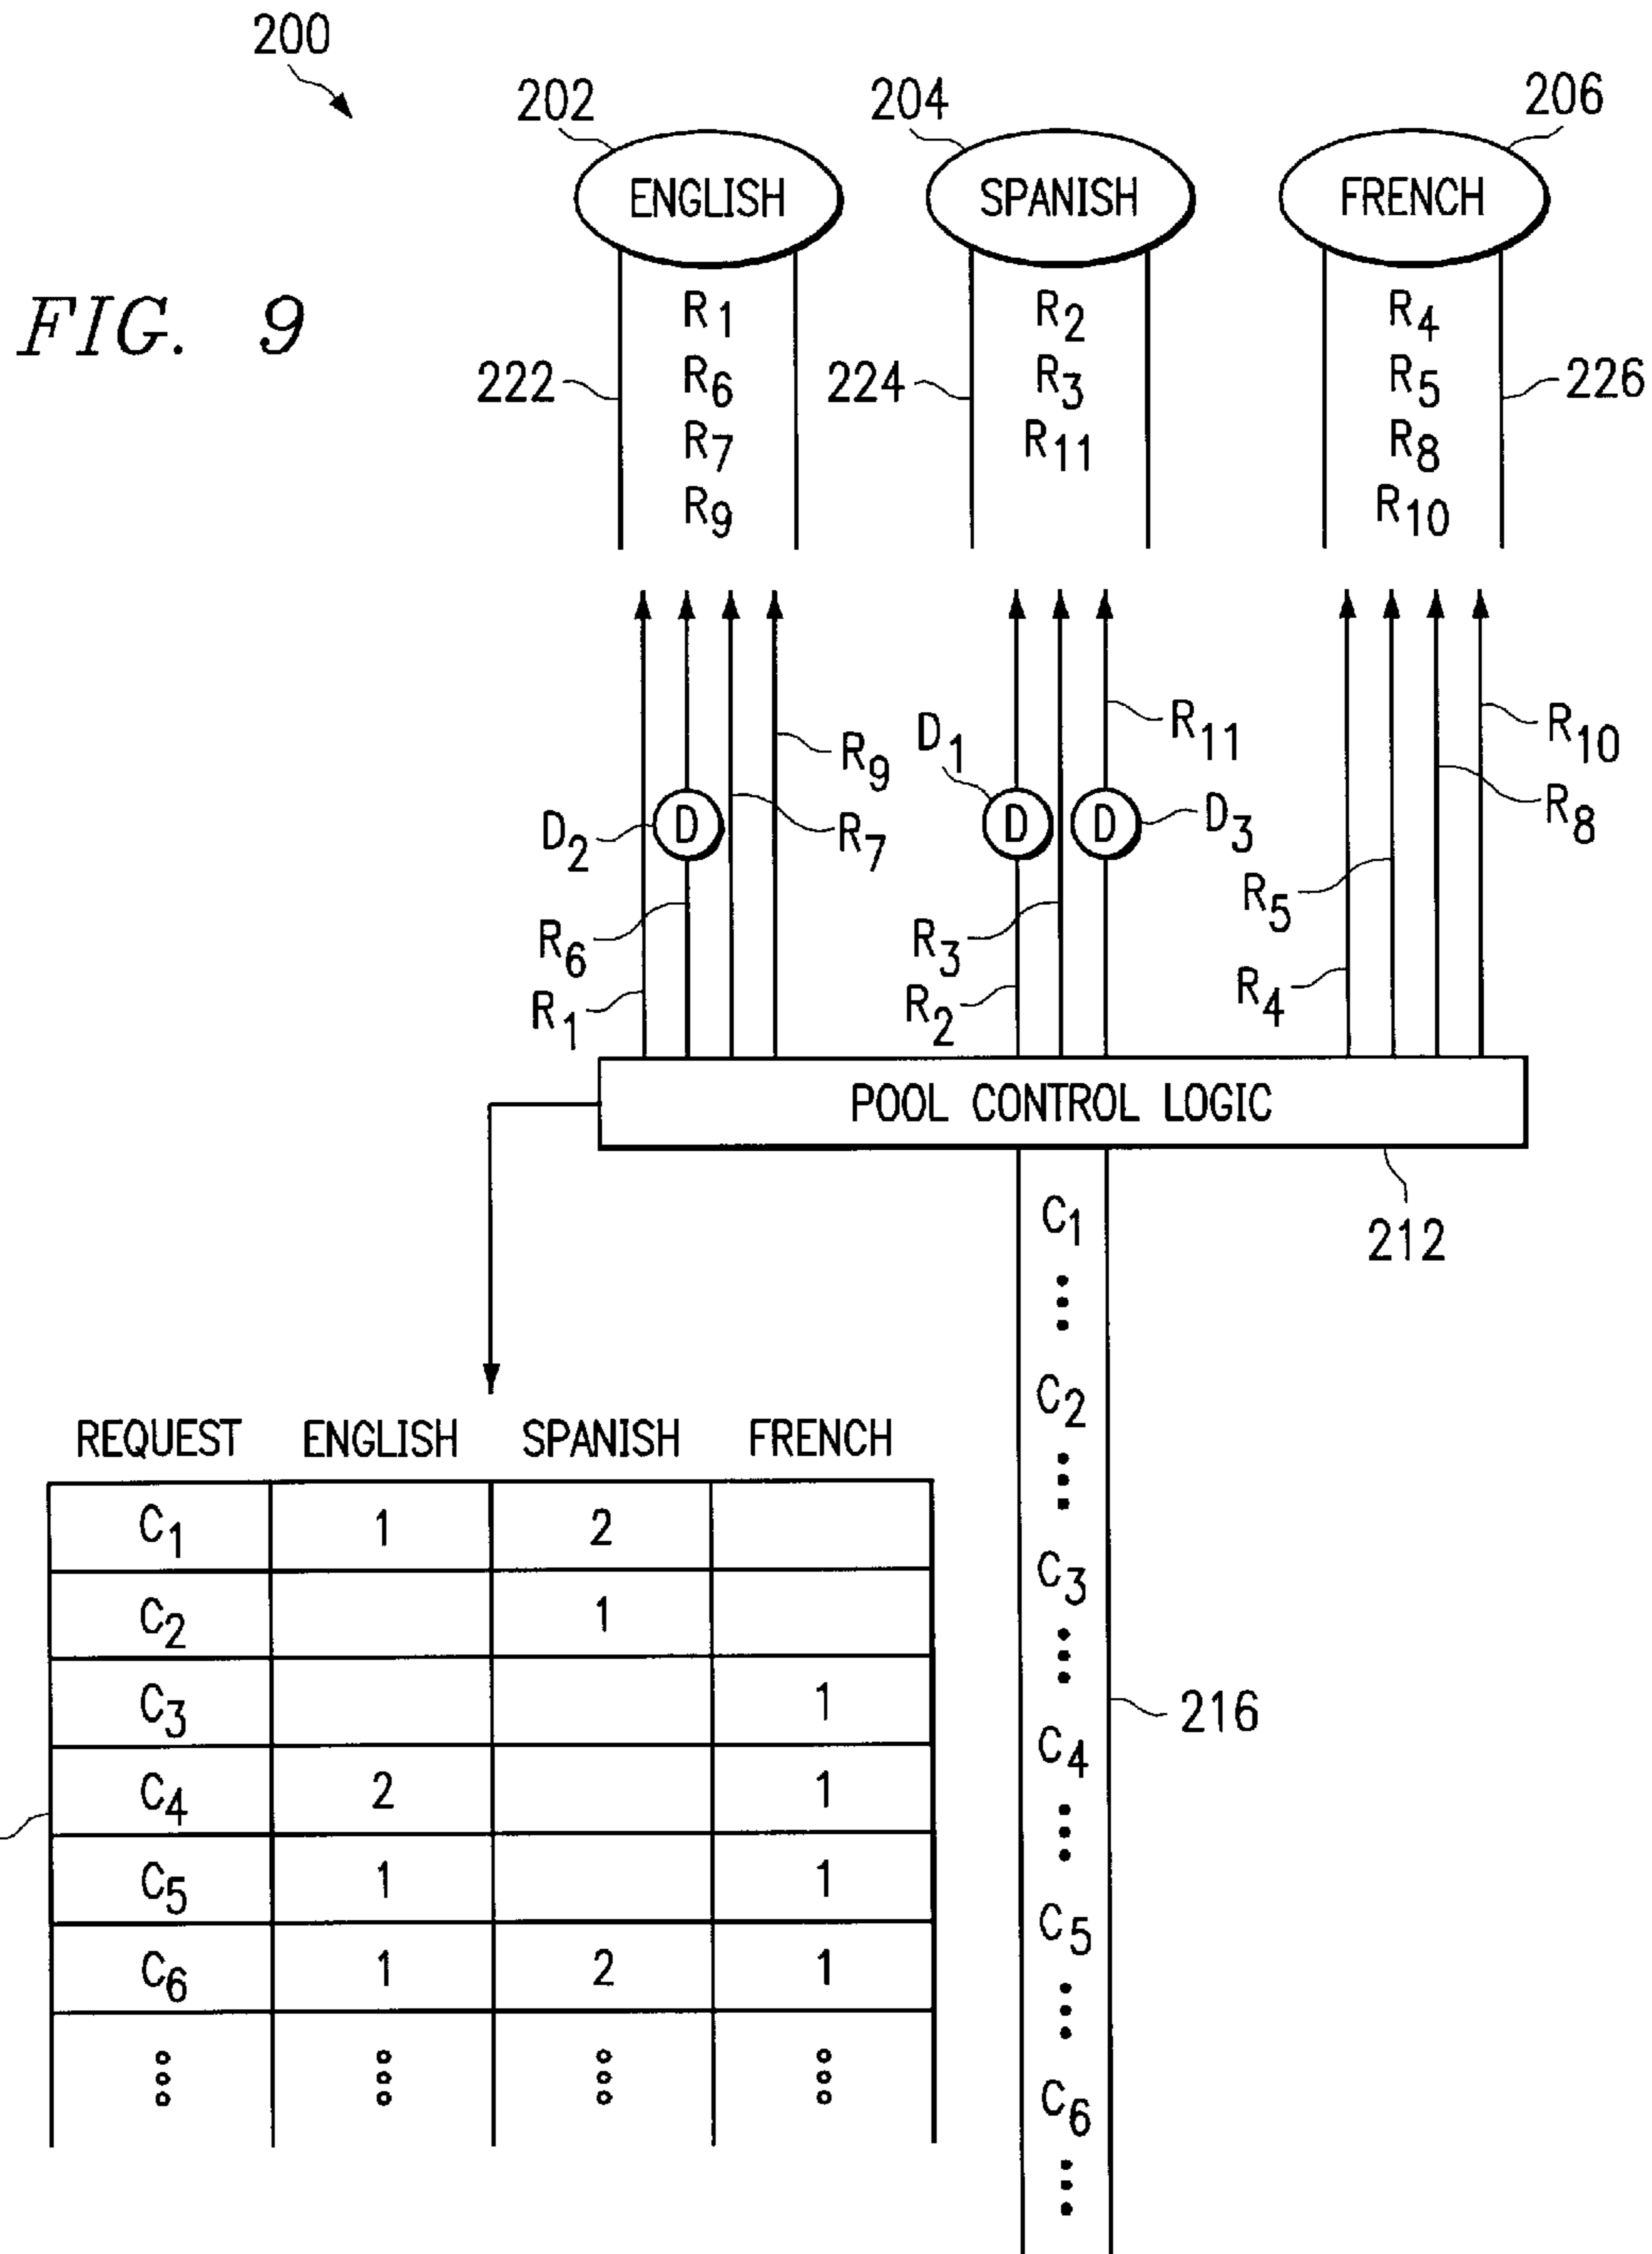 200
202
204
206
ENGLISH
SPANISH
FRENCH
FIG. 9
R1
R6
R7
R9
222
R2
R3
R11
224
R4
R5
R8
R10
226
R9
R7
D2
D
R6
R1
D1
D
R11
D
D3
R3
R2
R10
R8
R5
R4
POOL CONTROL LOGIC
212
C1
C2
C3
C4
C5
C6
216
REQUEST ENGLISH SPANISH FRENCH
C1 1 2
C2 1
C3 1
C4 2 1
C5 1 1
C6 1 2 1